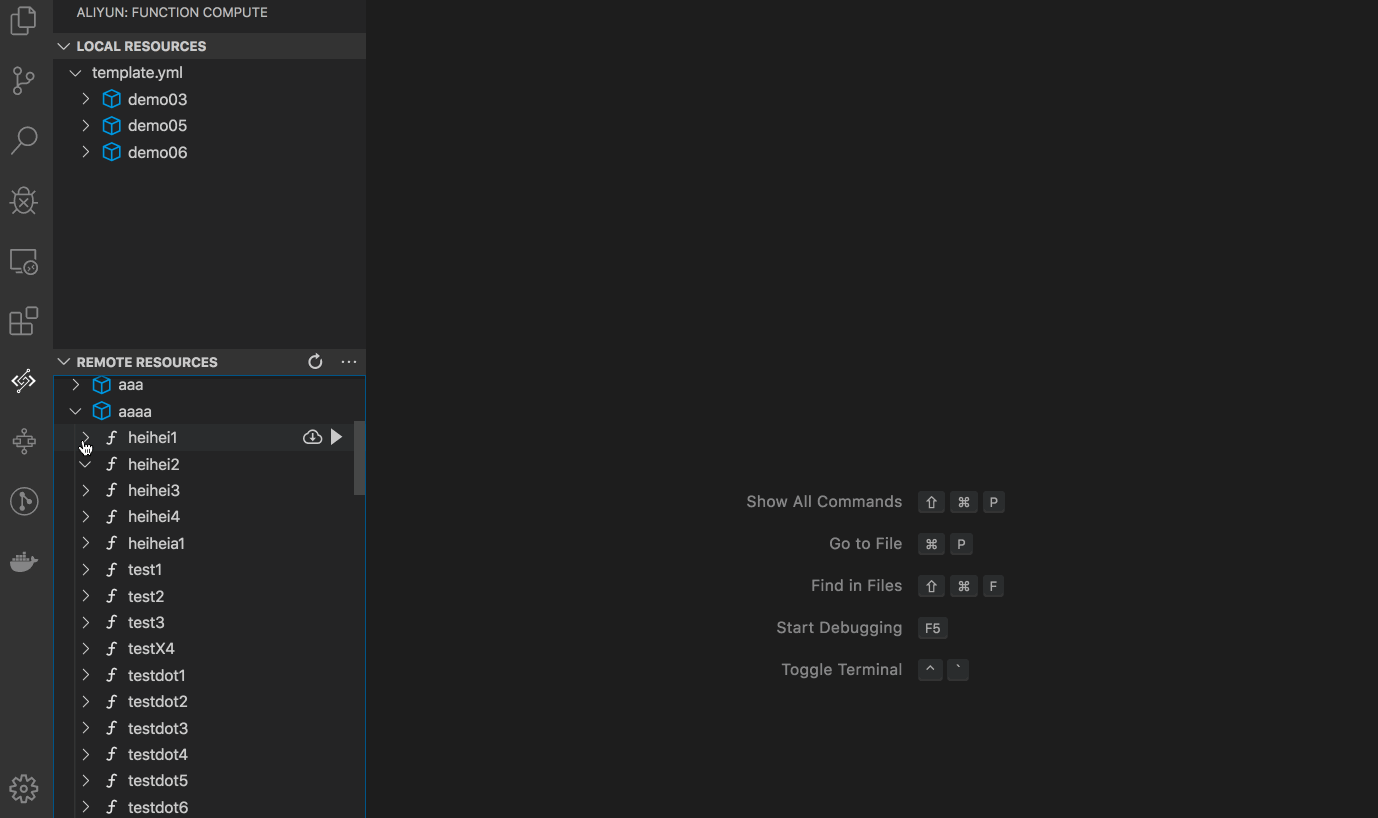 ALIYUN: FUNCTION COMPUTE
LOCAL RESOURCES
template.yml
demo03
demo05
demo06
REMOTE RESOURCES
aaa
aaaa
heihei1
heihei2
heihei3
heihei4
heiheia1
test1
test2
test3
testX4
testdot1
testdot2
testdot3
testdot4
testdot5
testdot6
Show All Commands ⇧ ⌘ P
Go to File ⌘ P
Find in Files ⇧ ⌘ F
Start Debugging F5
Toggle Terminal ^ `